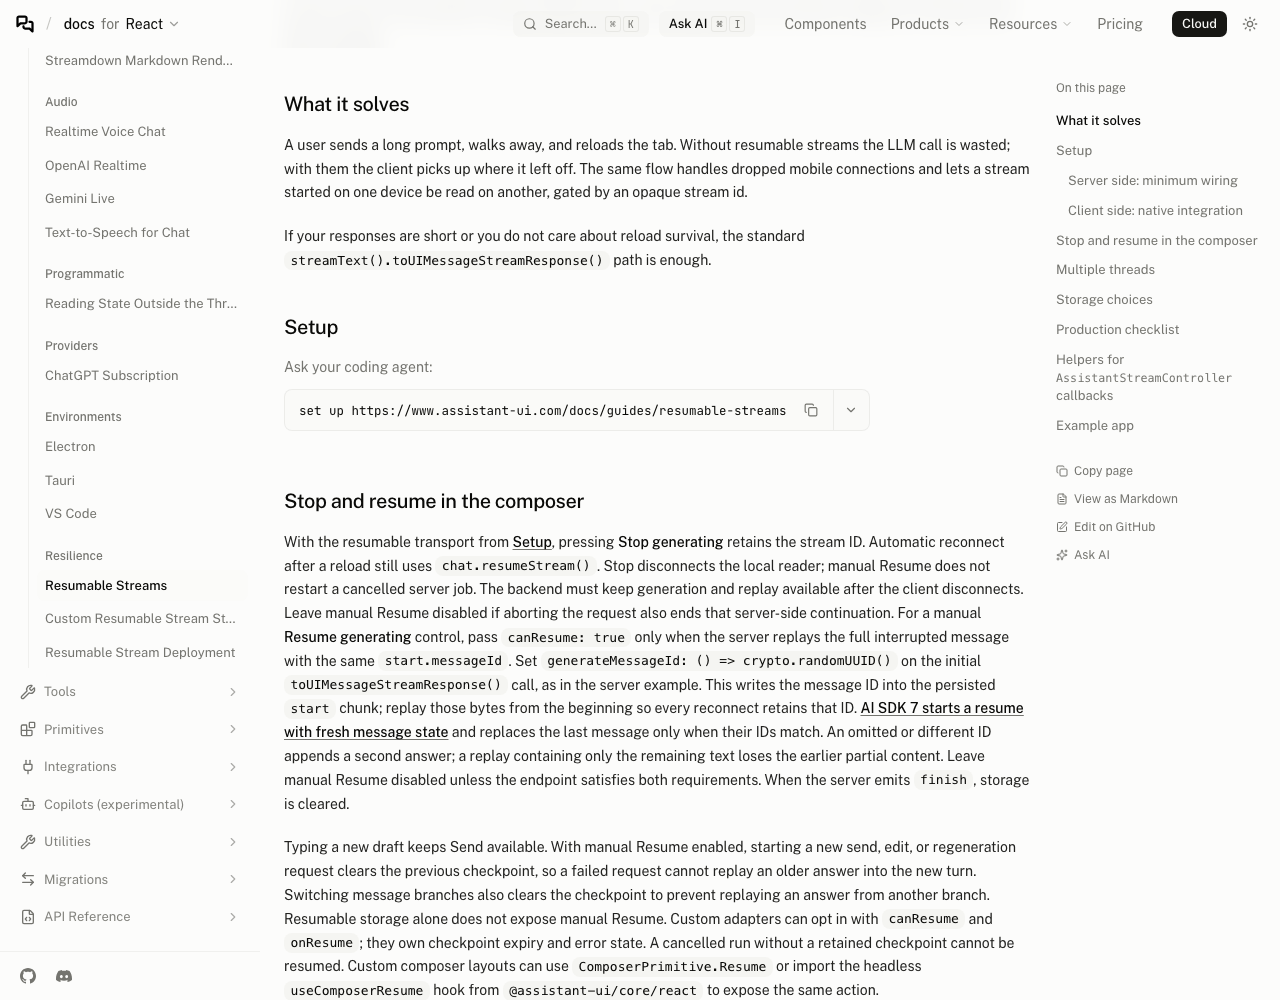 / docs for React
Search... ⌘ K
Ask AI ⌘ I
Components
Products
Resources
Pricing
Cloud
Streamdown Markdown Rend...
Audio
Realtime Voice Chat
OpenAI Realtime
Gemini Live
Text-to-Speech for Chat
Programmatic
Reading State Outside the Thr...
Providers
ChatGPT Subscription
Environments
Electron
Tauri
VS Code
Resilience
Resumable Streams
Custom Resumable Stream St...
Resumable Stream Deployment
Tools
Primitives
Integrations
Copilots (experimental)
Utilities
Migrations
API Reference
What it solves
A user sends a long prompt, walks away, and reloads the tab. Without resumable streams the LLM call is wasted;
with them the client picks up where it left off. The same flow handles dropped mobile connections and lets a stream
started on one device be read on another, gated by an opaque stream id.
If your responses are short or you do not care about reload survival, the standard
streamText().toUIMessageStreamResponse() path is enough.
Setup
Ask your coding agent:
set up https://www.assistant-ui.com/docs/guides/resumable-streams
Stop and resume in the composer
With the resumable transport from Setup, pressing Stop generating retains the stream ID. Automatic reconnect
after a reload still uses chat.resumeStream() . Stop disconnects the local reader; manual Resume does not
restart a cancelled server job. The backend must keep generation and replay available after the client disconnects.
Leave manual Resume disabled if aborting the request also ends that server-side continuation. For a manual
Resume generating control, pass canResume: true only when the server replays the full interrupted message
with the same start.messageId . Set generateMessageId: () => crypto.randomUUID() on the initial
toUIMessageStreamResponse() call, as in the server example. This writes the message ID into the persisted
start chunk; replay those bytes from the beginning so every reconnect retains that ID. AI SDK 7 starts a resume
with fresh message state and replaces the last message only when their IDs match. An omitted or different ID
appends a second answer; a replay containing only the remaining text loses the earlier partial content. Leave
manual Resume disabled unless the endpoint satisfies both requirements. When the server emits finish , storage
is cleared.
Typing a new draft keeps Send available. With manual Resume enabled, starting a new send, edit, or regeneration
request clears the previous checkpoint, so a failed request cannot replay an older answer into the new turn.
Switching message branches also clears the checkpoint to prevent replaying an answer from another branch.
Resumable storage alone does not expose manual Resume. Custom adapters can opt in with canResume and
onResume ; they own checkpoint expiry and error state. A cancelled run without a retained checkpoint cannot be
resumed. Custom composer layouts can use ComposerPrimitive.Resume or import the headless
useComposerResume hook from @assistant-ui/core/react to expose the same action.
On this page
What it solves
Setup
Server side: minimum wiring
Client side: native integration
Stop and resume in the composer
Multiple threads
Storage choices
Production checklist
Helpers for
AssistantStreamController
callbacks
Example app
Copy page
View as Markdown
Edit on GitHub
Ask AI